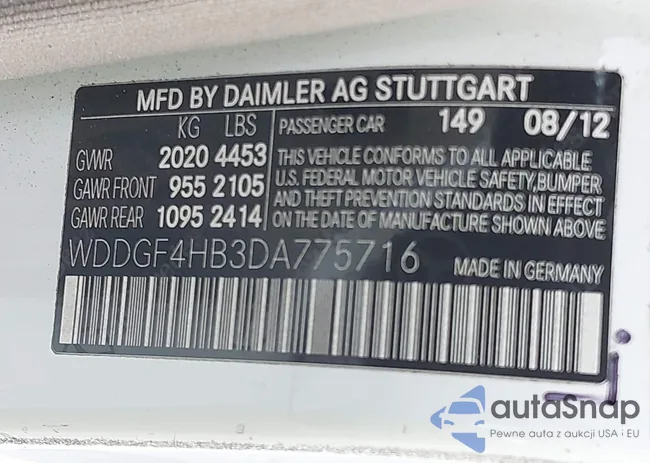 MFD BY DAIMLER AG STUTTGART
KG LBS
GVWR 2020 4453
GAWR FRONT 955 2105
GAWR REAR 1095 2414
PASSENGER CAR 149 08/12
THIS VEHICLE CONFORMS TO ALL APPLICABLE
U.S. FEDERAL MOTOR VEHICLE SAFETY, BUMPER
AND THEFT PREVENTION STANDARDS IN EFFECT
ON THE DATE OF MANUFACTURE SHOWN ABOVE
WDDGF4HB3DA775716 MADE IN GERMANY
autaSnap
Pewne auta z aukcji USA i EU